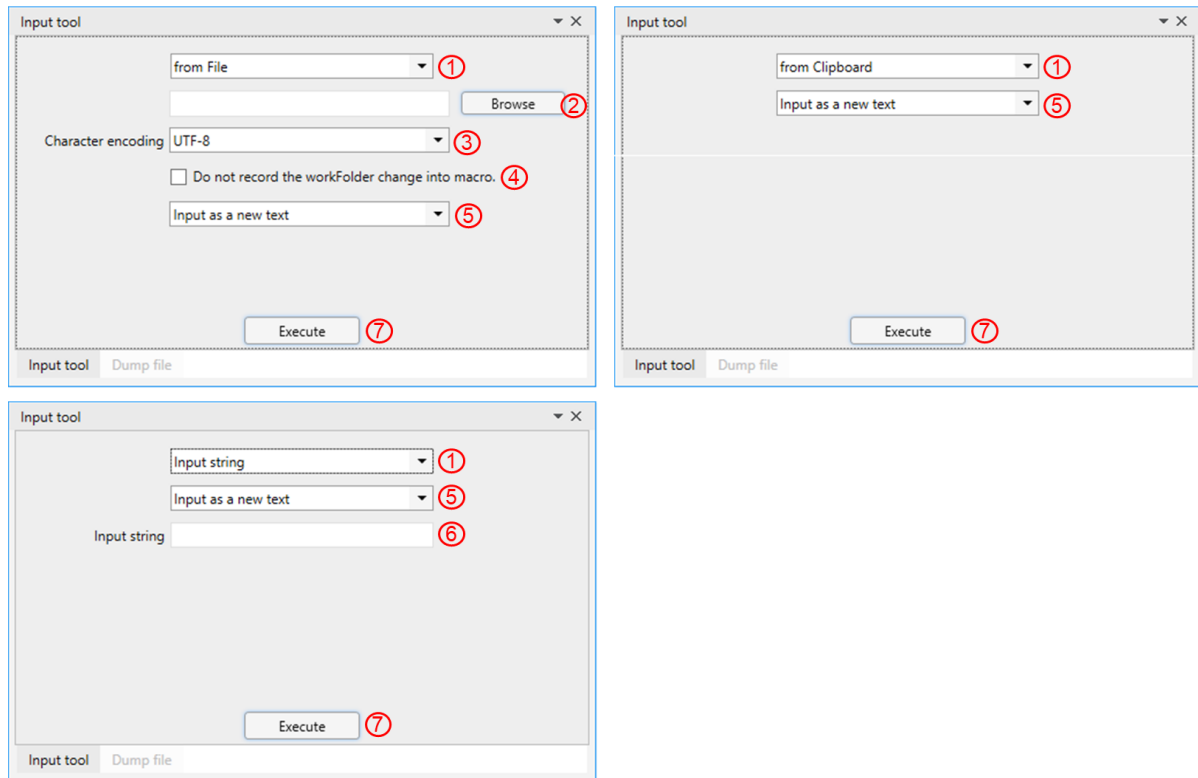 Input tool
from File ①
Browse ②
Character encoding UTF-8 ③
Do not record the workFolder change into macro. ④
Input as a new text ⑤
Execute ⑦
Input tool Dump file
Input tool
from Clipboard ①
Input as a new text ⑤
Execute ⑦
Input tool Dump file
Input tool
Input string ①
Input as a new text ⑤
Input string ⑥
Execute ⑦
Input tool Dump file